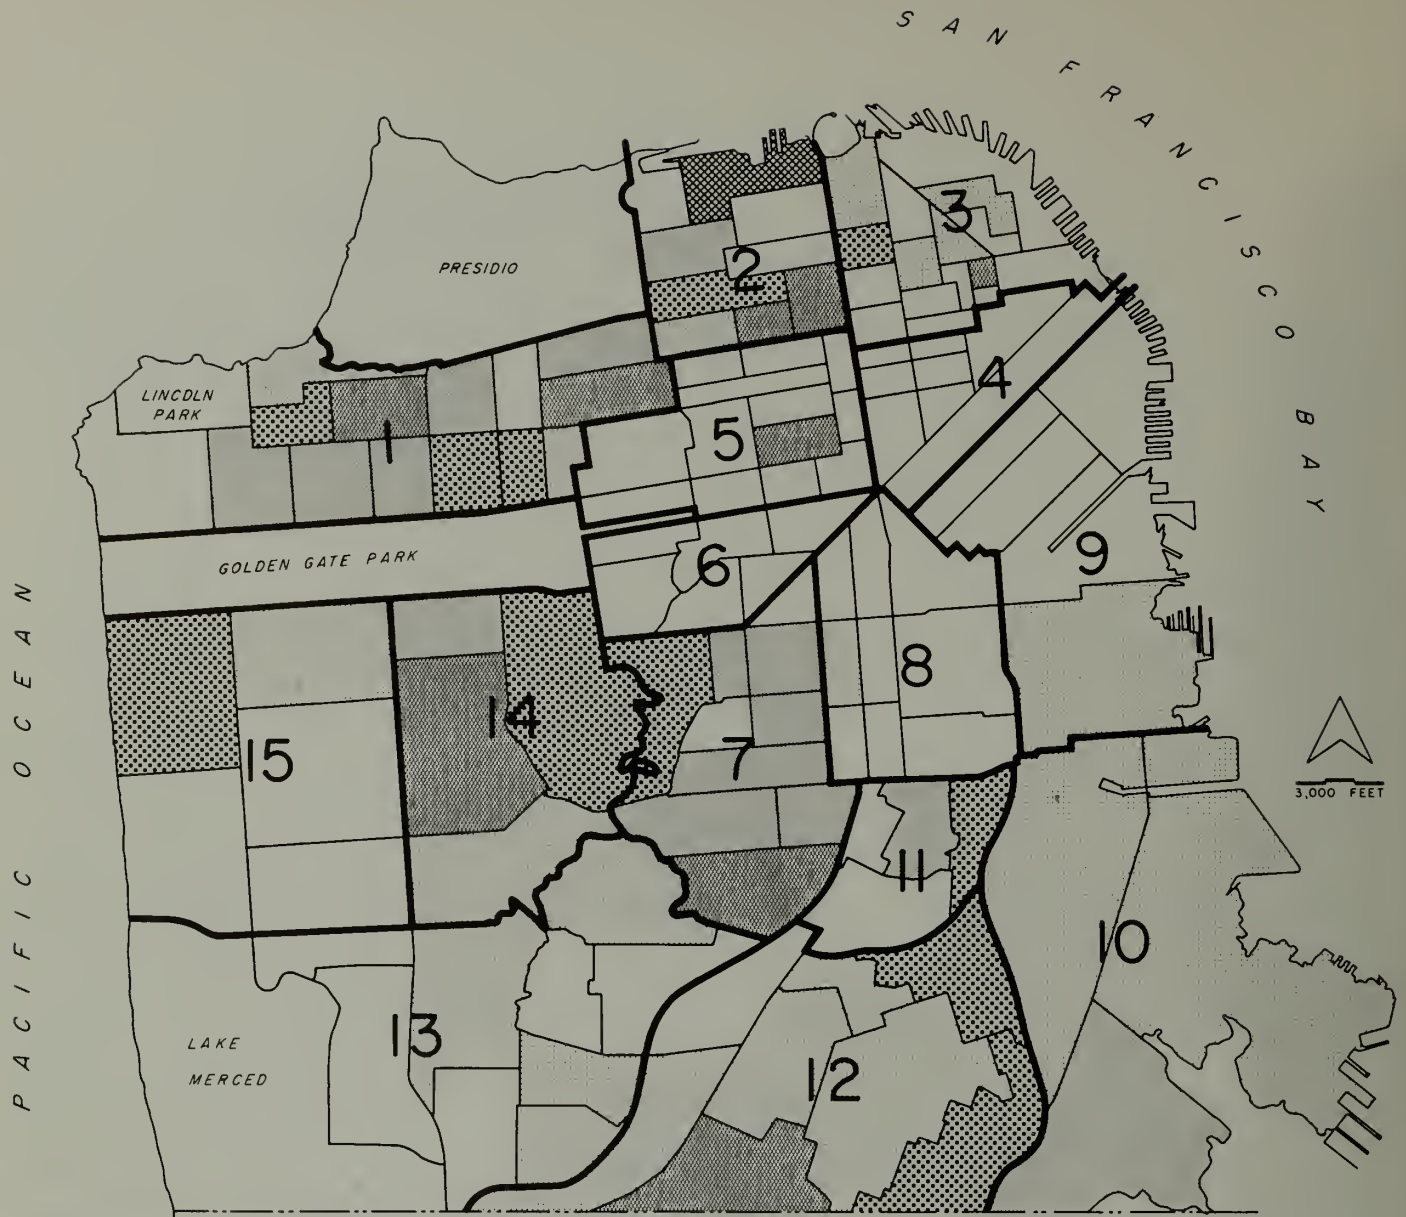 SAN FRANCISCO BAY
PRESIDIO
3
2
LINCOLN
PARK
1
4
5
GOLDEN GATE PARK
6
9
PACIFIC OCEAN
8
14
15
7
3,000 FEET
11
10
13
LAKE
MERCED
12